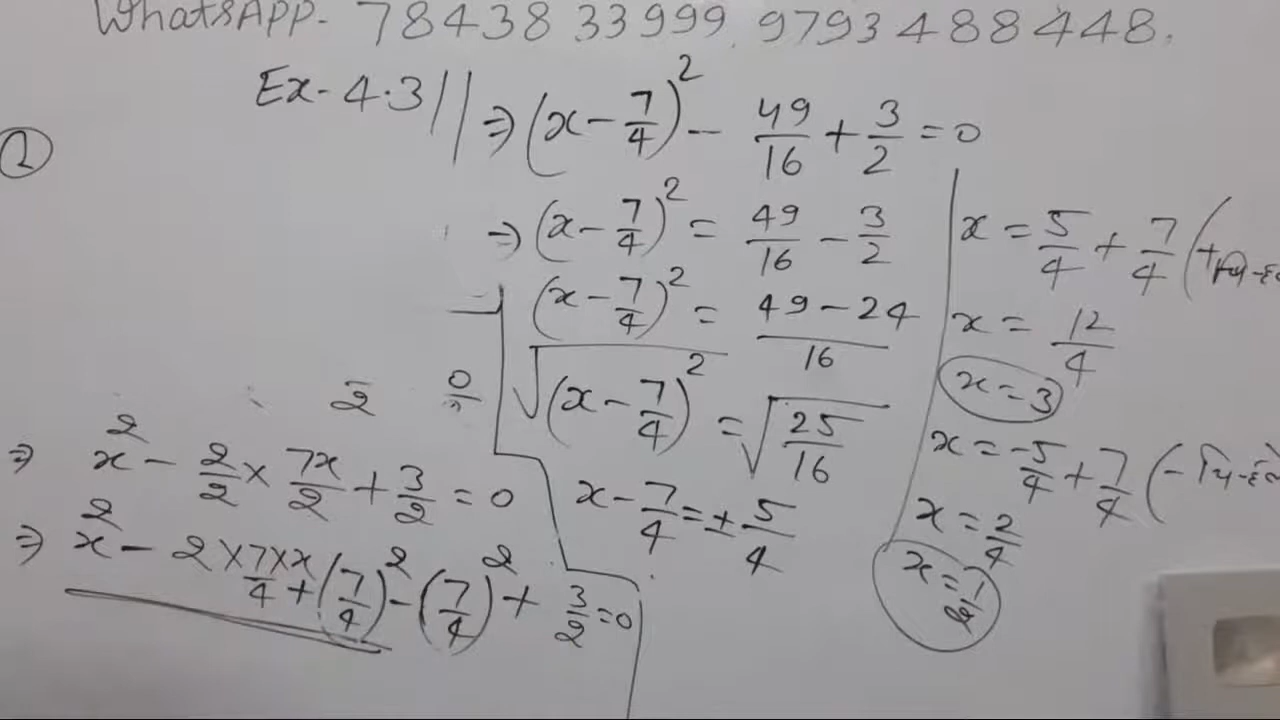 WhatsAPP- 7843833999, 9793488448.
Ex-4.3
⇒ (x - 7/4)² - 49/16 + 3/2 = 0
⇒ (x - 7/4)² = 49/16 - 3/2
(x - 7/4)² = (49 - 24)/16
√(x - 7/4)² = √(25/16)
x - 7/4 = ± 5/4
2 0
⇒ x² - 2/2 × 7x/2 + 3/2 = 0
⇒ x² - 2 × 7/4 × x + (7/4)² - (7/4)² + 3/2 = 0
x = 5/4 + 7/4 (+
x = 12/4
x = 3
x = -5/4 + 7/4 (-
x = 2/4
x = 1/2